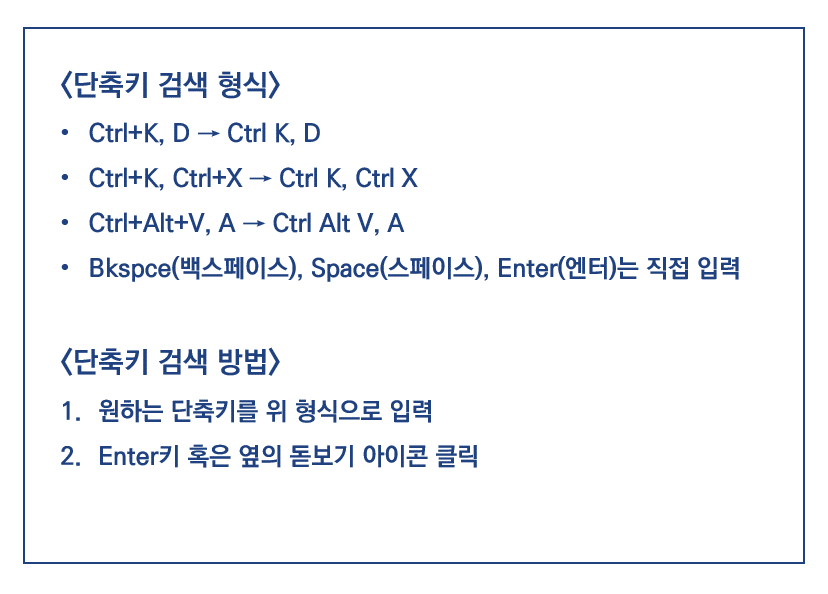 〈단축키 검색 형식〉
• Ctrl+K, D → Ctrl K, D
• Ctrl+K, Ctrl+X → Ctrl K, Ctrl X
• Ctrl+Alt+V, A → Ctrl Alt V, A
• Bkspce(백스페이스), Space(스페이스), Enter(엔터)는 직접 입력
〈단축키 검색 방법〉
1. 원하는 단축키를 위 형식으로 입력
2. Enter키 혹은 옆의 돋보기 아이콘 클릭